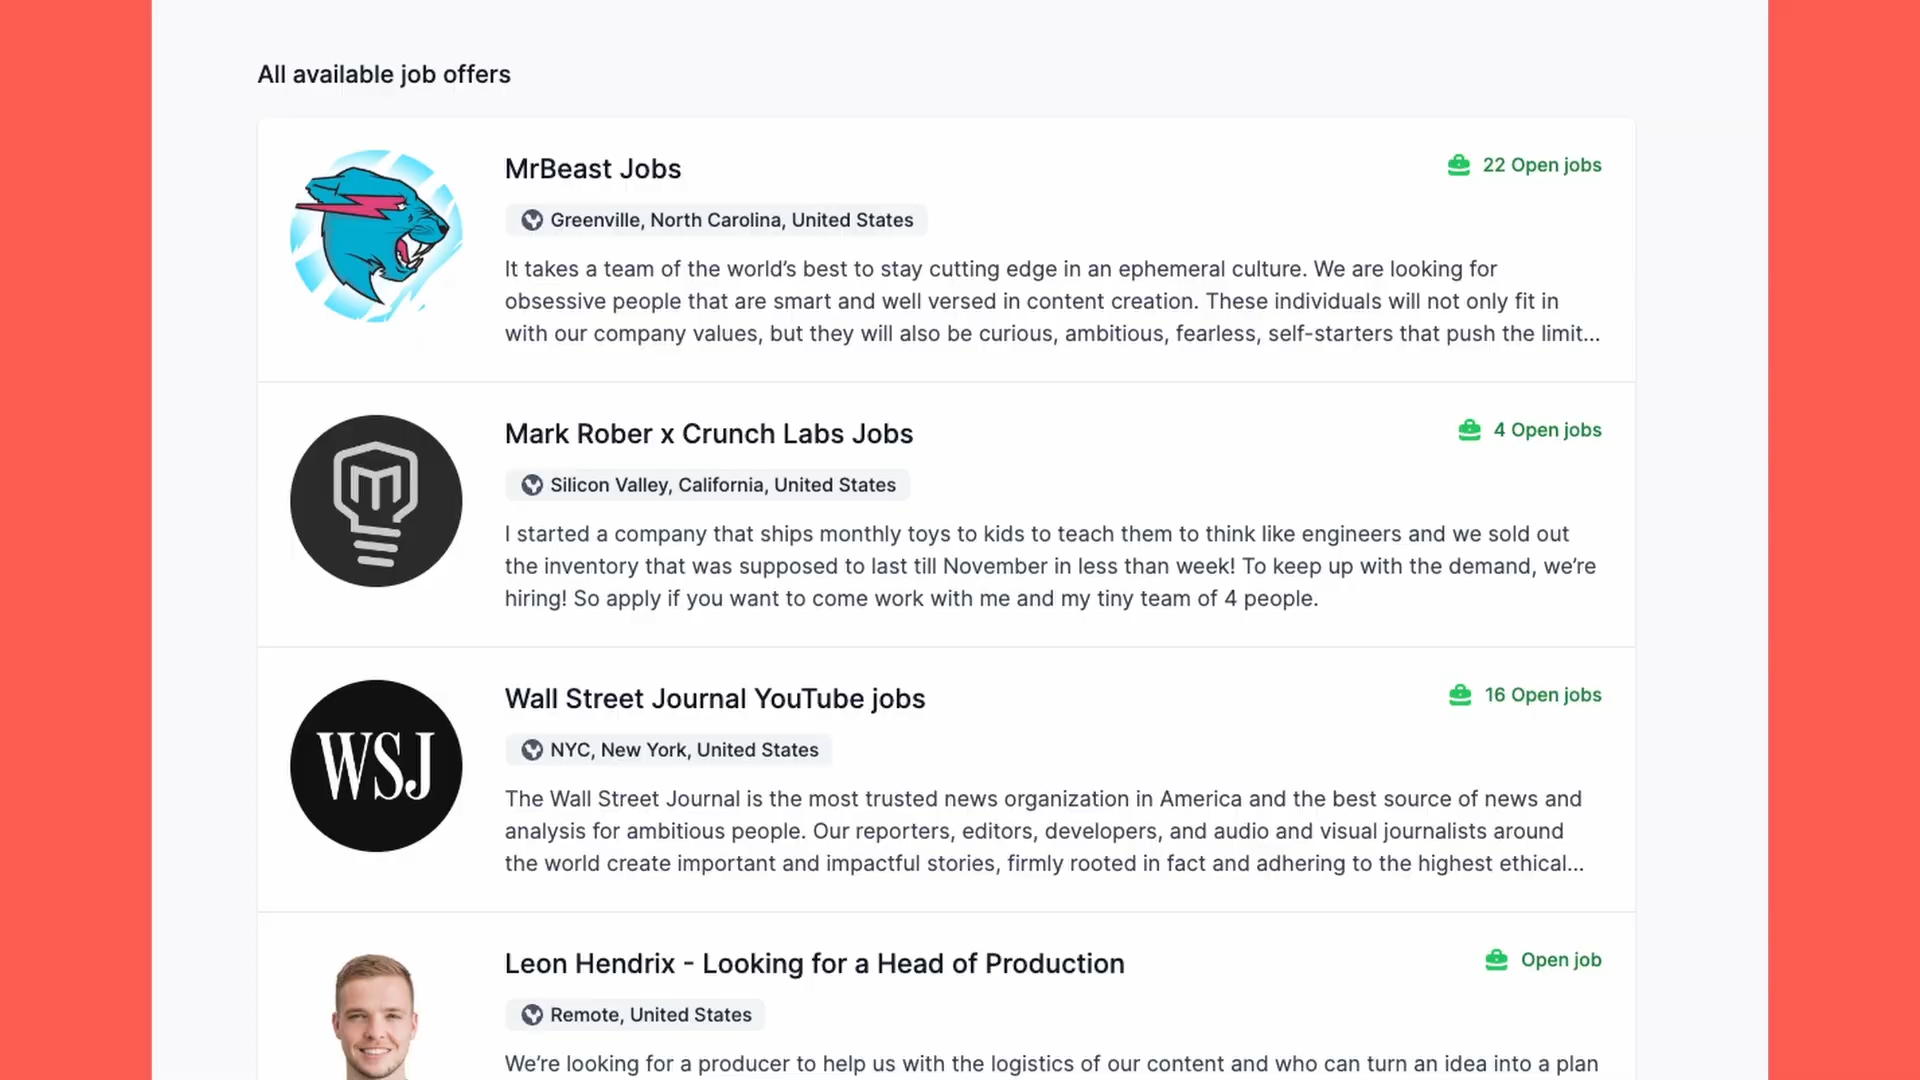 All available job offers
MrBeast Jobs
22 Open jobs
Greenville, North Carolina, United States
It takes a team of the world’s best to stay cutting edge in an ephemeral culture. We are looking for
obsessive people that are smart and well versed in content creation. These individuals will not only fit in
with our company values, but they will also be curious, ambitious, fearless, self-starters that push the limit...
Mark Rober x Crunch Labs Jobs
4 Open jobs
Silicon Valley, California, United States
I started a company that ships monthly toys to kids to teach them to think like engineers and we sold out
the inventory that was supposed to last till November in less than week! To keep up with the demand, we’re
hiring! So apply if you want to come work with me and my tiny team of 4 people.
WSJ
Wall Street Journal YouTube jobs
16 Open jobs
NYC, New York, United States
The Wall Street Journal is the most trusted news organization in America and the best source of news and
analysis for ambitious people. Our reporters, editors, developers, and audio and visual journalists around
the world create important and impactful stories, firmly rooted in fact and adhering to the highest ethical...
Leon Hendrix - Looking for a Head of Production
Open job
Remote, United States
We’re looking for a producer to help us with the logistics of our content and who can turn an idea into a plan